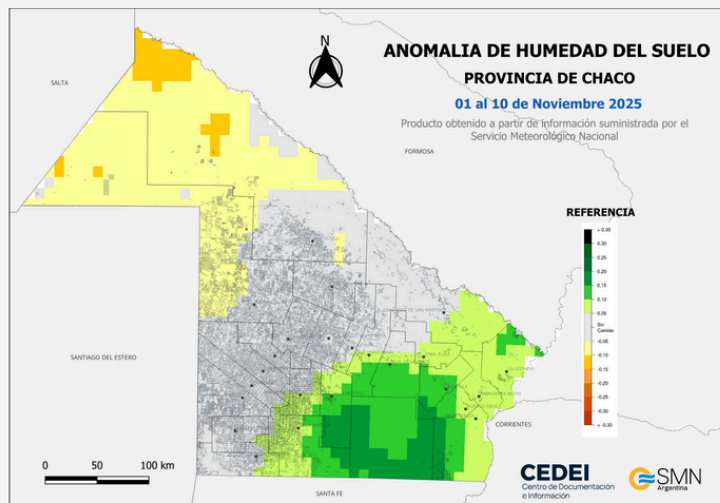 ANOMALIA DE HUMEDAD DEL SUELO
PROVINCIA DE CHACO
01 al 10 de Noviembre 2025
Producto obtenido a partir de información suministrada por el
Servicio Meteorológico Nacional
N
SALTA
FORMOSA
SANTIAGO DEL ESTERO
CORRIENTES
SANTA FE
REFERENCIA
> 0,30
0,30
0,25
0,20
0,15
0,10
0,05
Sin
Cambio
-0,05
-0,10
-0,15
-0,20
-0,25
-0,30
< -0,30
0 50 100 km
CEDEI
Centro de Documentación
e Información
SMN
Argentina